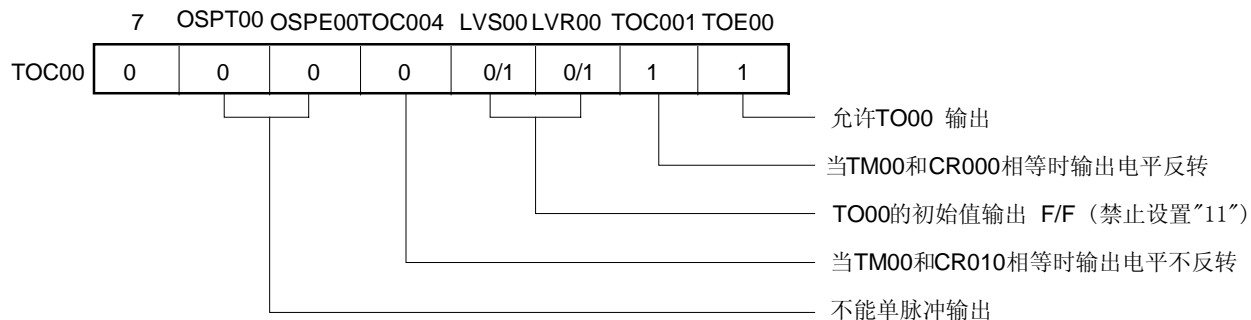 7 OSPT00 OSPE00 TOC004 LVS00 LVR00 TOC001 TOE00
TOC00 0 0 0 0 0/1 0/1 1 1
允许TO00 输出
当TM00和CR000相等时输出电平反转
TO00的初始值输出 F/F (禁止设置"11")
当TM00和CR010相等时输出电平不反转
不能单脉冲输出